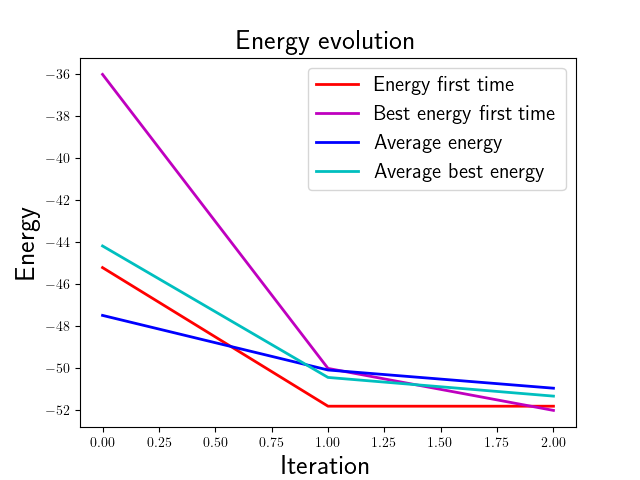 Energy evolution
Energy first time
Best energy first time
Average energy
Average best energy
Energy
−36
−38
−40
−42
−44
−46
−48
−50
−52
0.00 0.25 0.50 0.75 1.00 1.25 1.50 1.75 2.00
Iteration